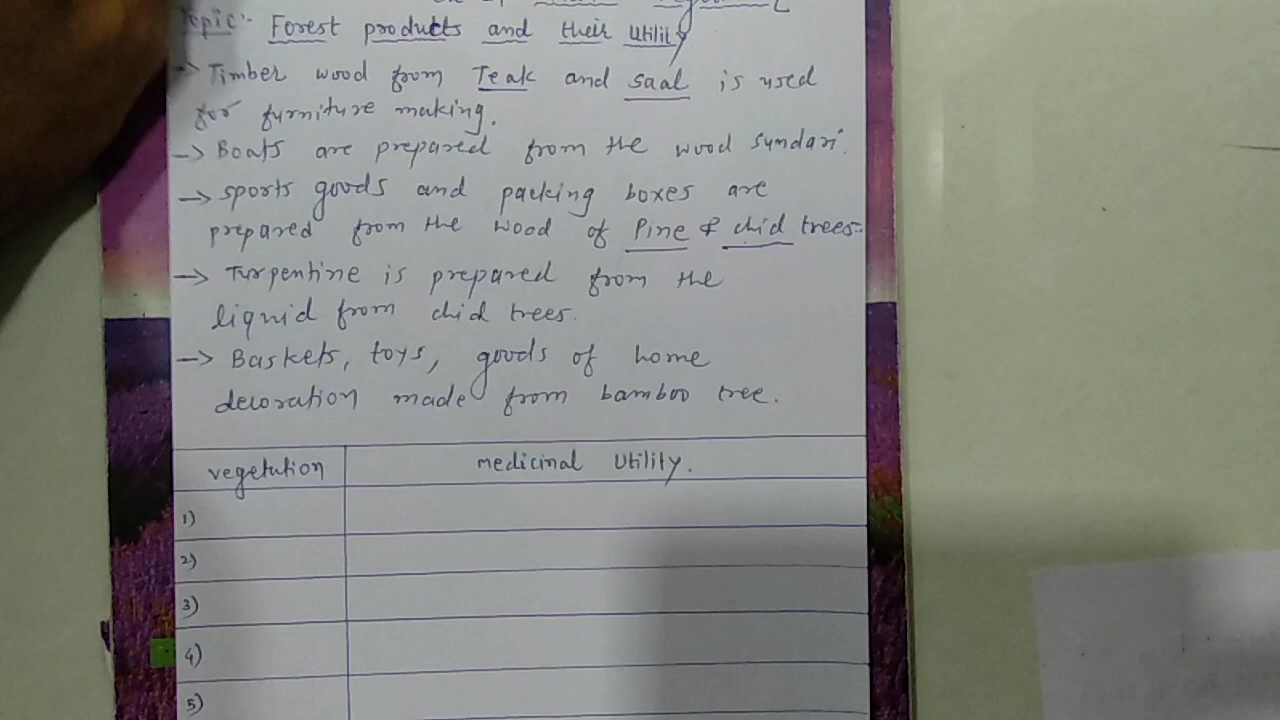 Topic:- Forest products and their Utility
-> Timber wood from Teak and saal is used
for furniture making.
-> Boats are prepared from the wood Sundari.
-> sports goods and packing boxes are
prepared from the wood of Pine & chid trees.
-> Turpentine is prepared from the
liquid from chid trees.
-> Baskets, toys, goods of home
decoration made from bamboo tree.
vegetation medicinal Utility.
1)
2)
3)
4)
5)